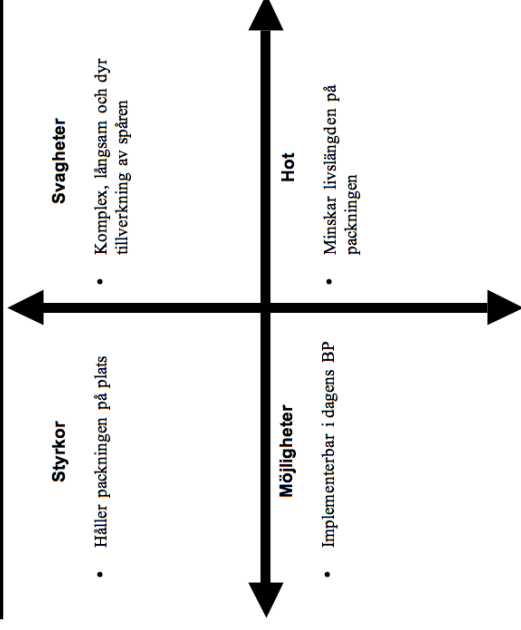 Styrkor
• Håller packningen på plats
Svagheter
• Komplex, långsam och dyr
tillverkning av spåren
Möjligheter
• Implementerbar i dagens BP
Hot
• Minskar livslängden på
packningen